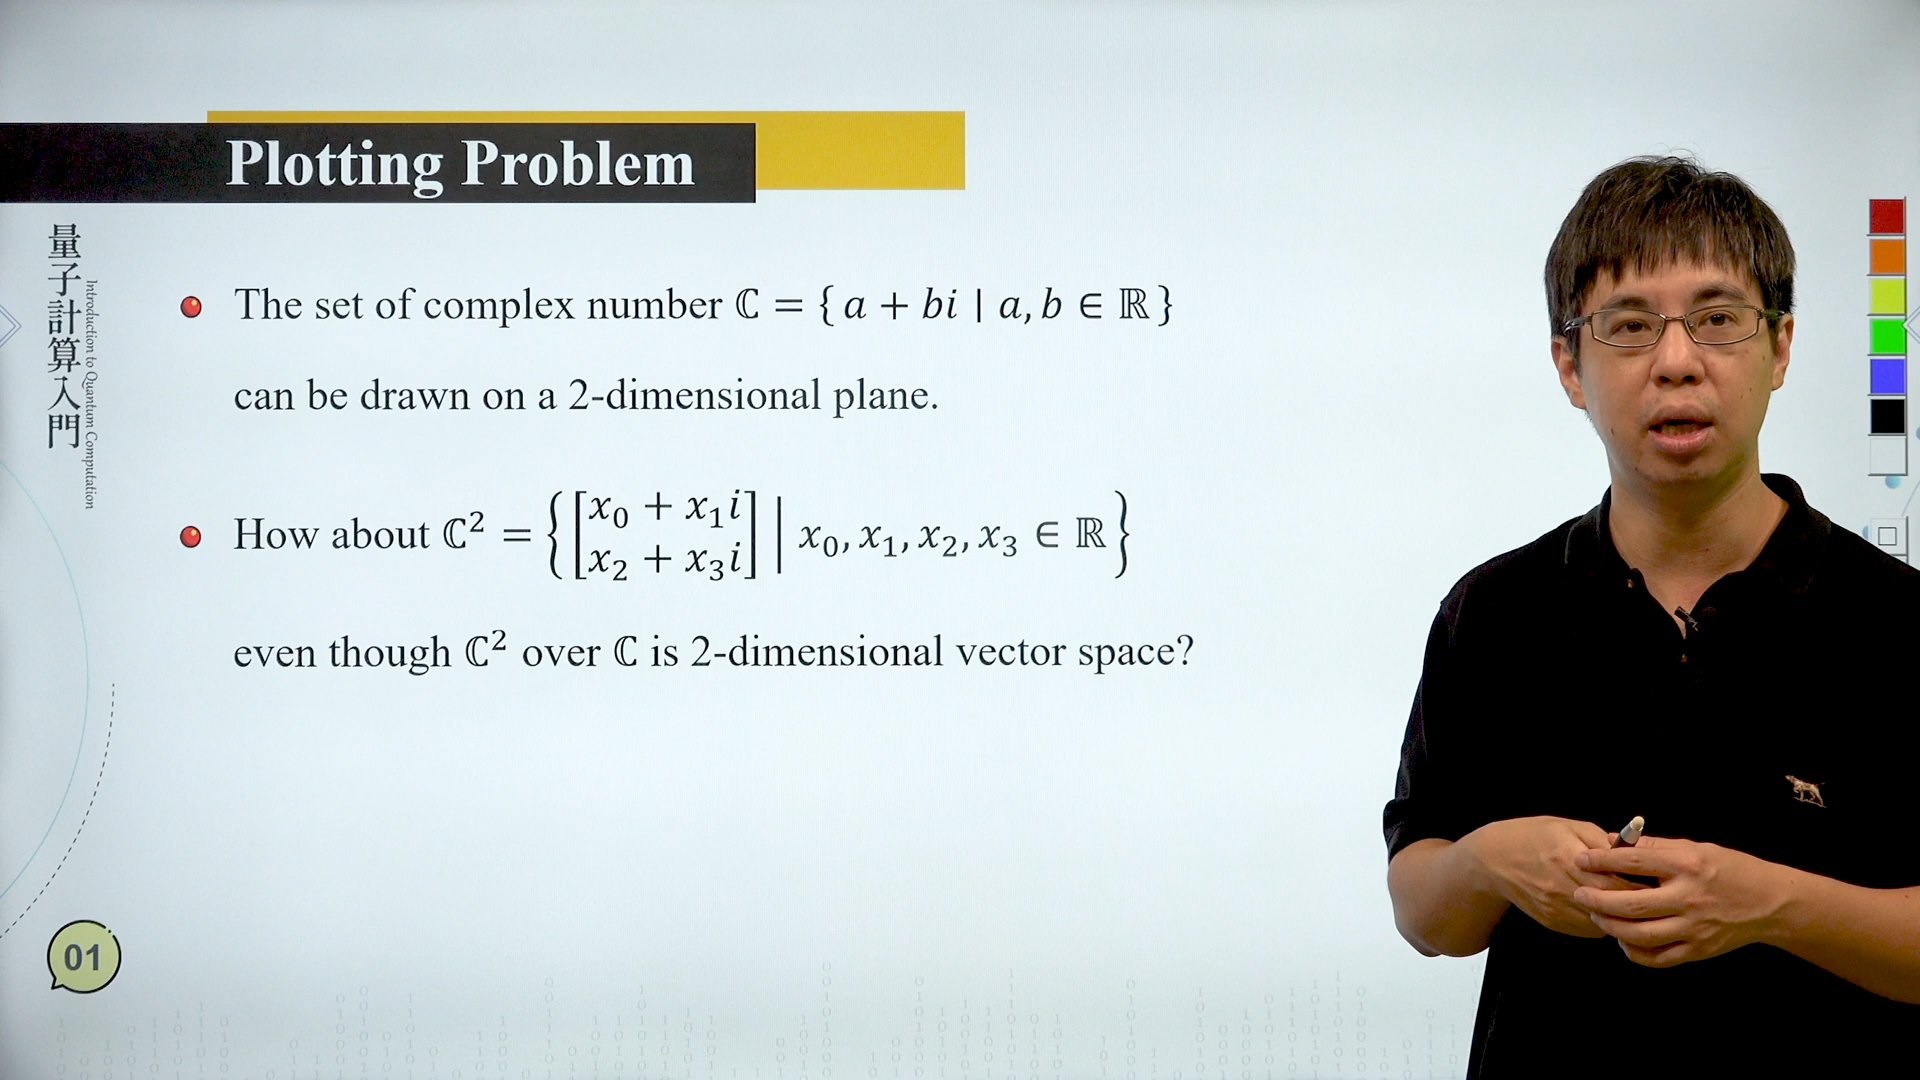 Plotting Problem
量子計算入門
Introduction to Quantum Computation
The set of complex number ℂ = { a + bi | a, b ∈ ℝ }
can be drawn on a 2-dimensional plane.
How about ℂ² = { [ x₀ + x₁i x₂ + x₃i ] | x₀, x₁, x₂, x₃ ∈ ℝ }
even though ℂ² over ℂ is 2-dimensional vector space?
01